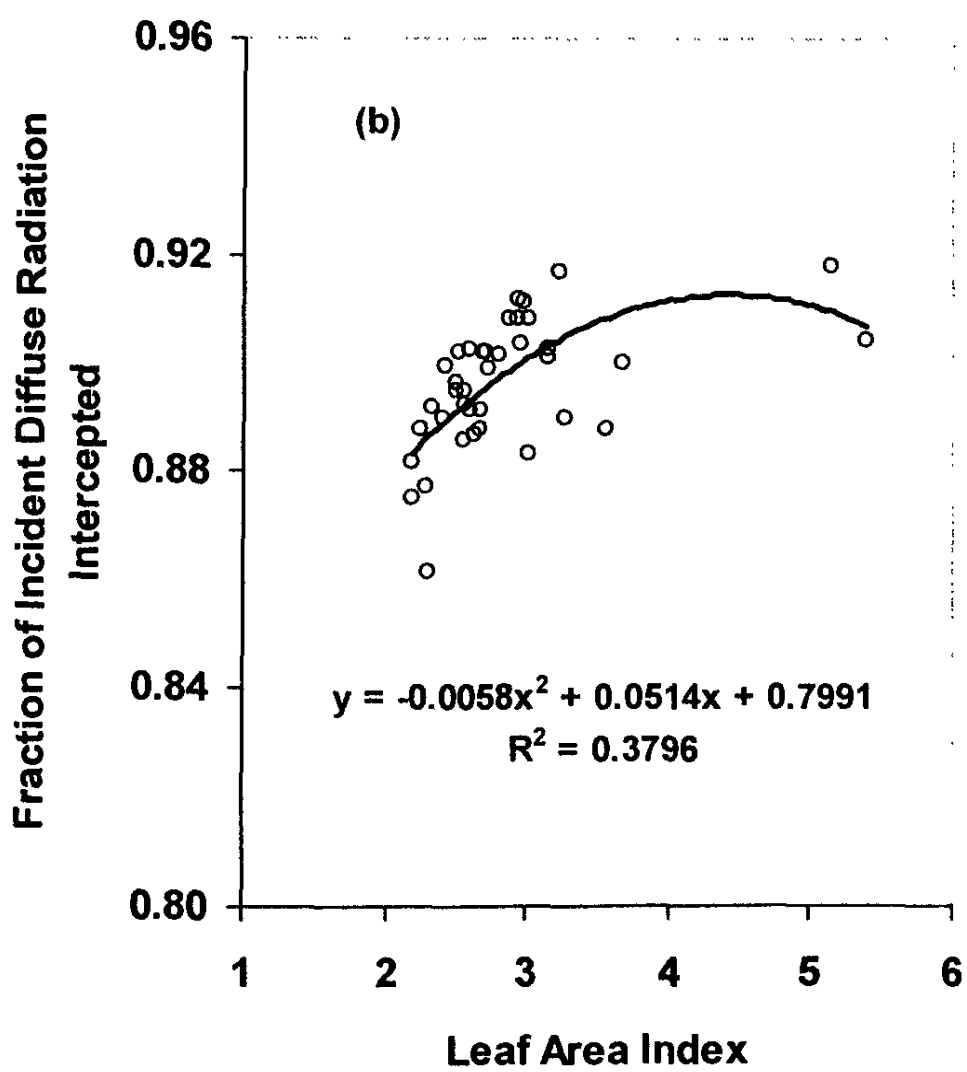 0.96
(b)
0.92
0.88
0.84
0.80
Fraction of Incident Diffuse Radiation
Intercepted
y = -0.0058x² + 0.0514x + 0.7991
R² = 0.3796
1 2 3 4 5 6
Leaf Area Index